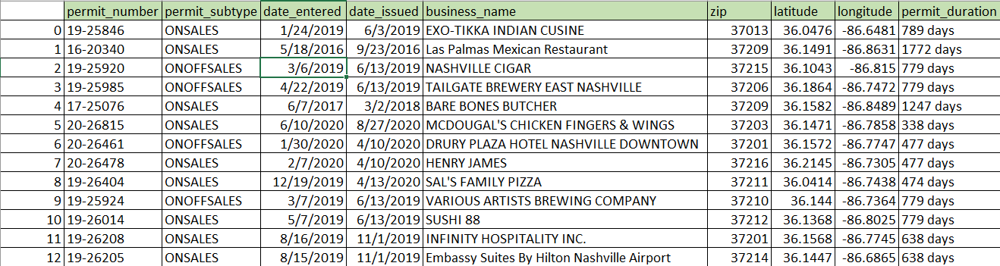 permit_number permit_subtype date_entered date_issued business_name zip latitude longitude permit_duration
0 19-25846 ONSALES 1/24/2019 6/3/2019 EXO-TIKKA INDIAN CUSINE 37013 36.0476 -86.6481 789 days
1 16-20340 ONSALES 5/18/2016 9/23/2016 Las Palmas Mexican Restaurant 37209 36.1491 -86.8631 1772 days
2 19-25920 ONOFFSALES 3/6/2019 6/13/2019 NASHVILLE CIGAR 37215 36.1043 -86.815 779 days
3 19-25985 ONOFFSALES 4/22/2019 6/13/2019 TAILGATE BREWERY EAST NASHVILLE 37206 36.1864 -86.7472 779 days
4 17-25076 ONSALES 6/7/2017 3/2/2018 BARE BONES BUTCHER 37209 36.1582 -86.8489 1247 days
5 20-26815 ONSALES 6/10/2020 8/27/2020 MCDOUGAL'S CHICKEN FINGERS & WINGS 37203 36.1471 -86.7858 338 days
6 20-26461 ONOFFSALES 1/30/2020 4/10/2020 DRURY PLAZA HOTEL NASHVILLE DOWNTOWN 37201 36.1572 -86.7747 477 days
7 20-26478 ONSALES 2/7/2020 4/10/2020 HENRY JAMES 37216 36.2145 -86.7305 477 days
8 19-26404 ONSALES 12/19/2019 4/13/2020 SAL'S FAMILY PIZZA 37211 36.0414 -86.7438 474 days
9 19-25924 ONOFFSALES 3/7/2019 6/13/2019 VARIOUS ARTISTS BREWING COMPANY 37210 36.144 -86.7364 779 days
10 19-26014 ONSALES 5/7/2019 6/13/2019 SUSHI 88 37212 36.1368 -86.8025 779 days
11 19-26208 ONSALES 8/16/2019 11/1/2019 INFINITY HOSPITALITY INC. 37201 36.1568 -86.7745 638 days
12 19-26205 ONSALES 8/15/2019 11/1/2019 Embassy Suites By Hilton Nashville Airport 37214 36.1447 -86.6865 638 days